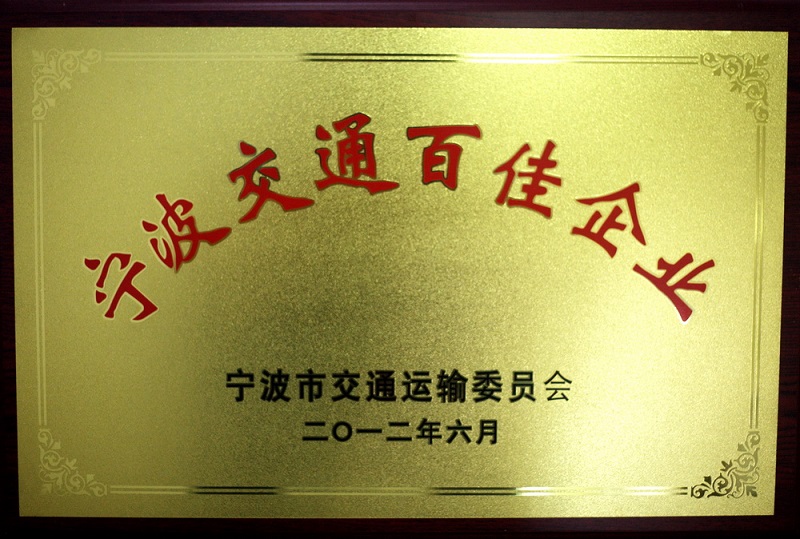 宁波交通百佳企业
宁波市交通运输委员会
二〇一二年六月